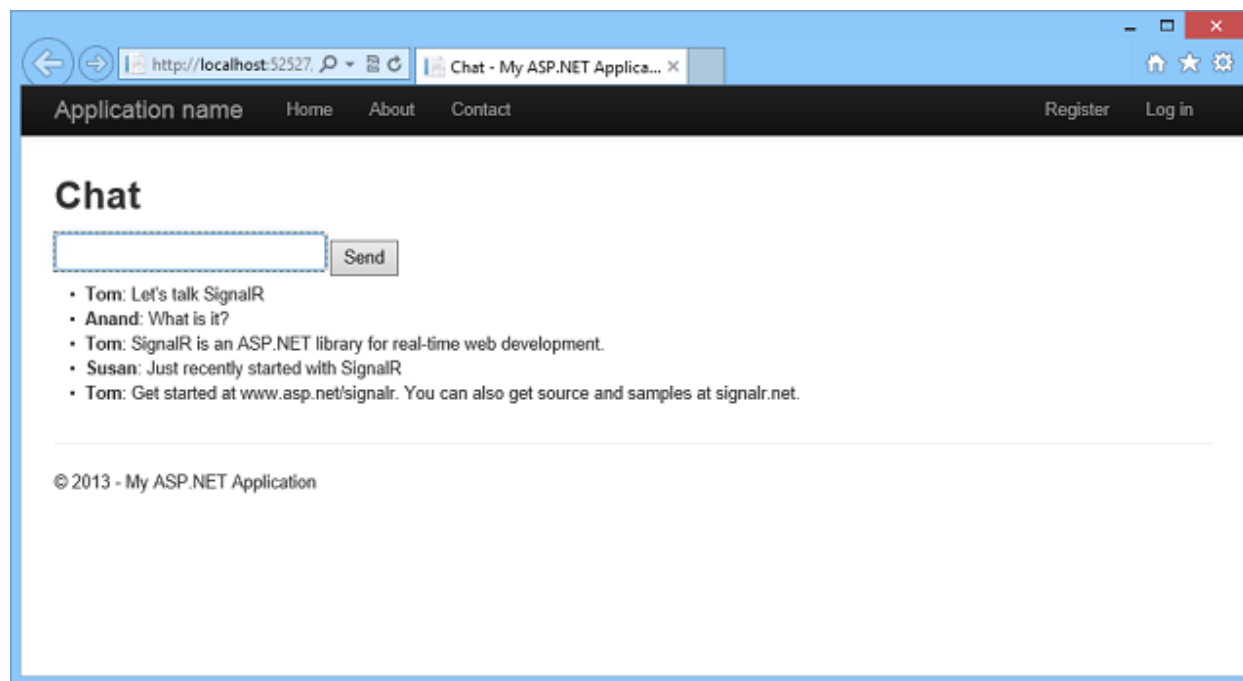 http://localhost:52527,
Chat - My ASP.NET Applica...
Application name Home About Contact Register Log in
Chat
Send
• Tom: Let's talk SignalR
• Anand: What is it?
• Tom: SignalR is an ASP.NET library for real-time web development.
• Susan: Just recently started with SignalR
• Tom: Get started at www.asp.net/signalr. You can also get source and samples at signalr.net.
© 2013 - My ASP.NET Application